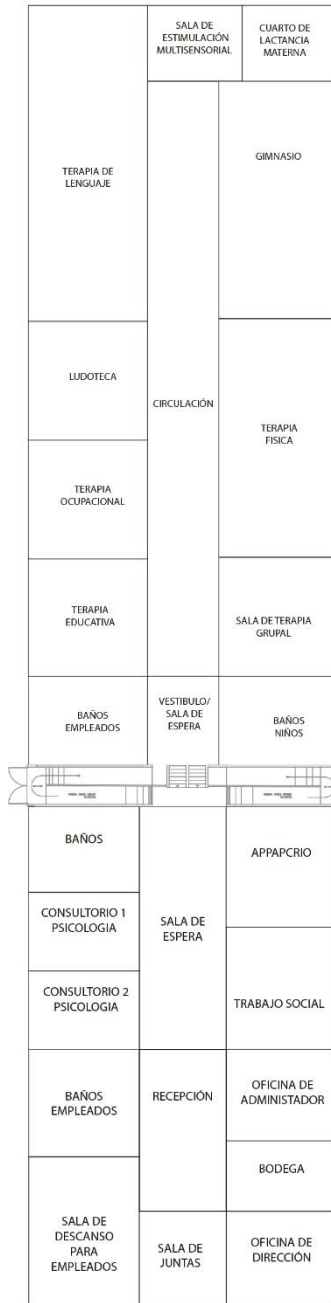 SALA DE
ESTIMULACIÓN
MULTISENSORIAL
CUARTO DE
LACTANCIA
MATERNA
TERAPIA DE
LENGUAJE
GIMNASIO
LUDOTECA
CIRCULACIÓN
TERAPIA
FISICA
TERAPIA
OCUPACIONAL
TERAPIA
EDUCATIVA
SALA DE TERAPIA
GRUPAL
BAÑOS
EMPLEADOS
VESTIBULO/
SALA DE
ESPERA
BAÑOS
NIÑOS
BAÑOS
APPAPCRIO
CONSULTORIO 1
PSICOLOGIA
SALA DE
ESPERA
CONSULTORIO 2
PSICOLOGIA
TRABAJO SOCIAL
BAÑOS
EMPLEADOS
RECEPCIÓN
OFICINA DE
ADMINISTADOR
BODEGA
SALA DE
DESCANSO
PARA
EMPLEADOS
SALA DE
JUNTAS
OFICINA DE
DIRECCIÓN